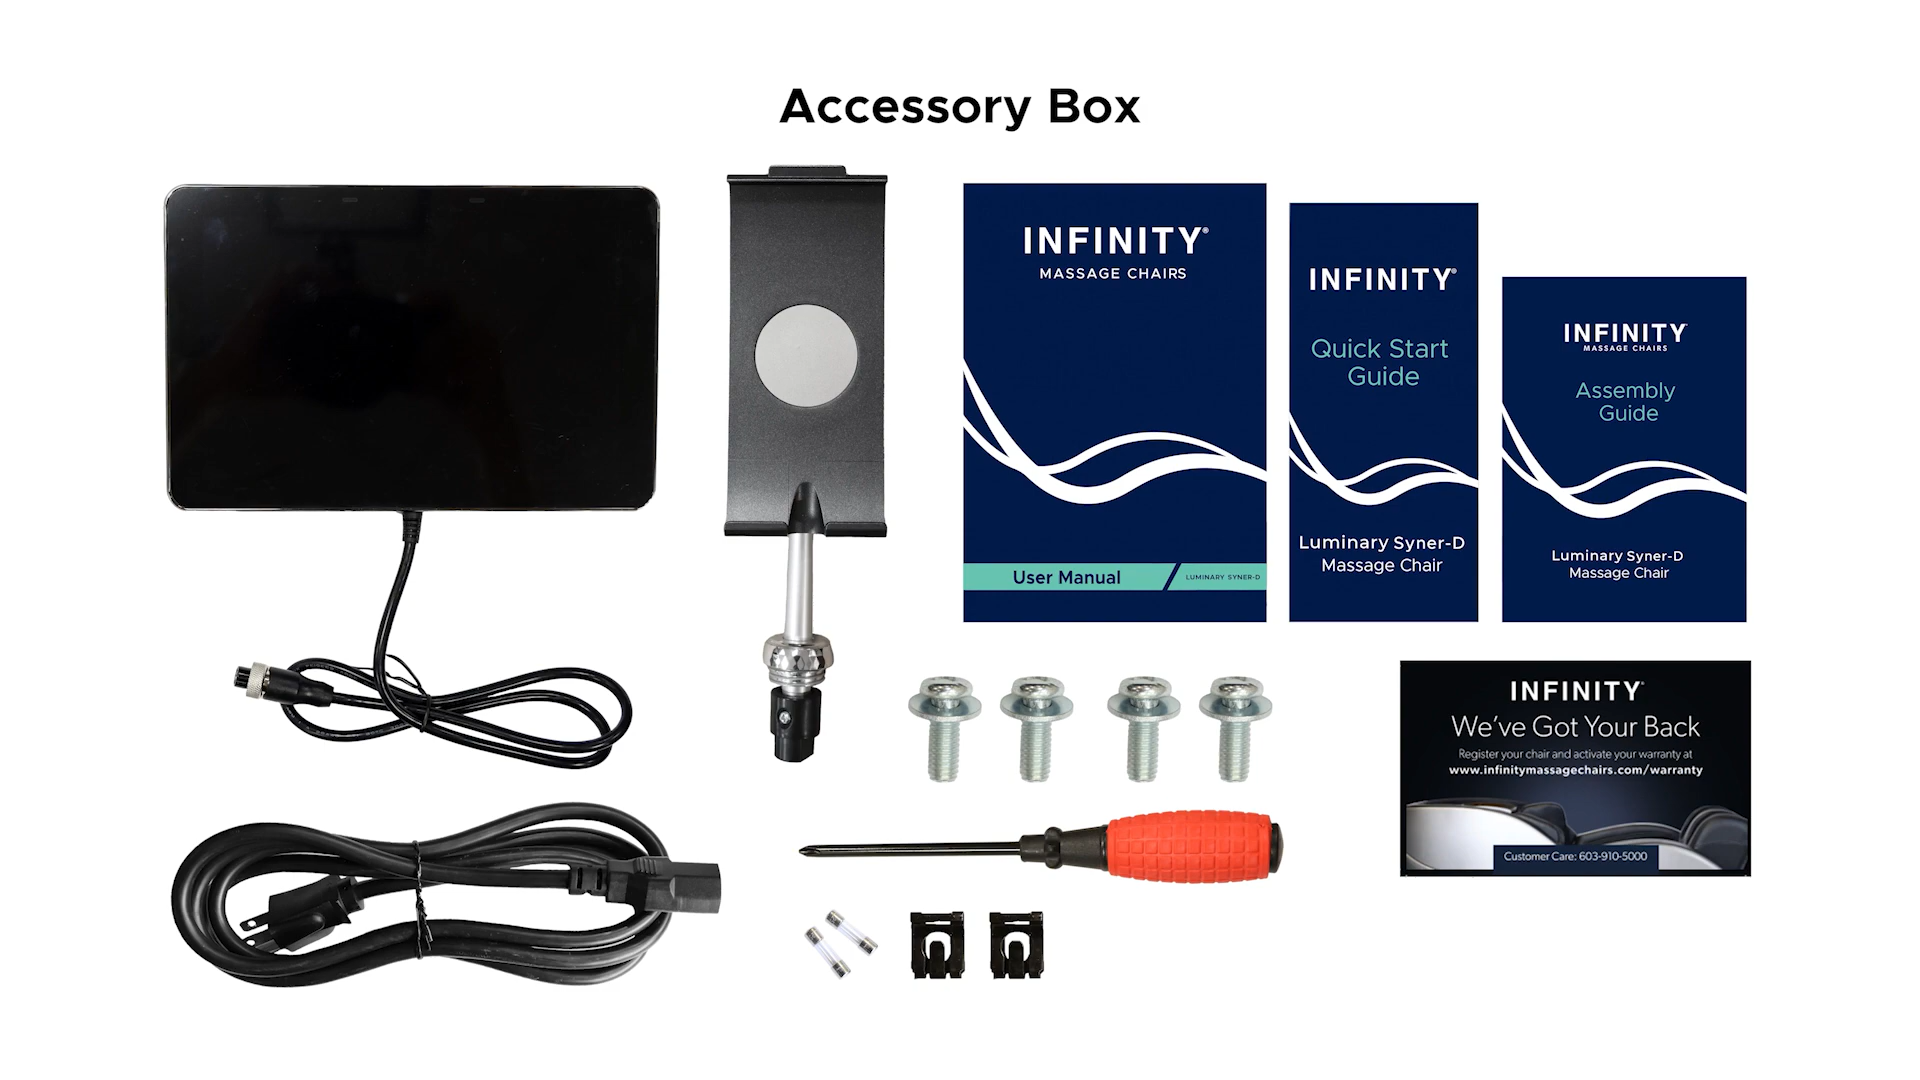 Accessory Box
INFINITY®
MASSAGE CHAIRS
User Manual
LUMINARY SYNER-D
INFINITY®
Quick Start
Guide
Luminary Syner-D
Massage Chair
INFINITY
MASSAGE CHAIRS
Assembly
Guide
Luminary Syner-D
Massage Chair
INFINITY
We've Got Your Back
Register your chair and activate your warranty at
www.infinitymassagechairs.com/warranty
Customer Care: 603-910-5000